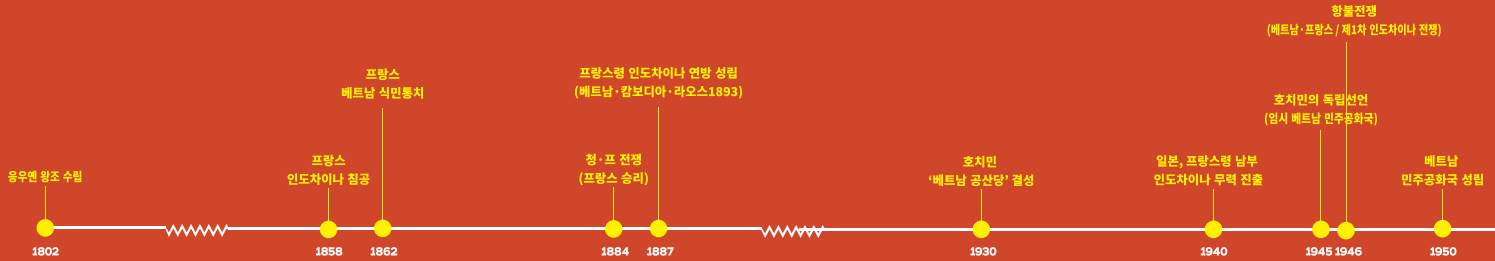 응우옌 왕조 수립
1802
프랑스
인도차이나 침공
1858
프랑스
베트남 식민통치
1862
청·프 전쟁
(프랑스 승리)
1884
프랑스령 인도차이나 연방 성립
(베트남·캄보디아·라오스1893)
1887
호치민
‘베트남 공산당’ 결성
1930
일본, 프랑스령 남부
인도차이나 무력 진출
1940
호치민의 독립선언
(임시 베트남 민주공화국)
1945
항불전쟁
(베트남·프랑스 / 제1차 인도차이나 전쟁)
1946
베트남
민주공화국 성립
1950